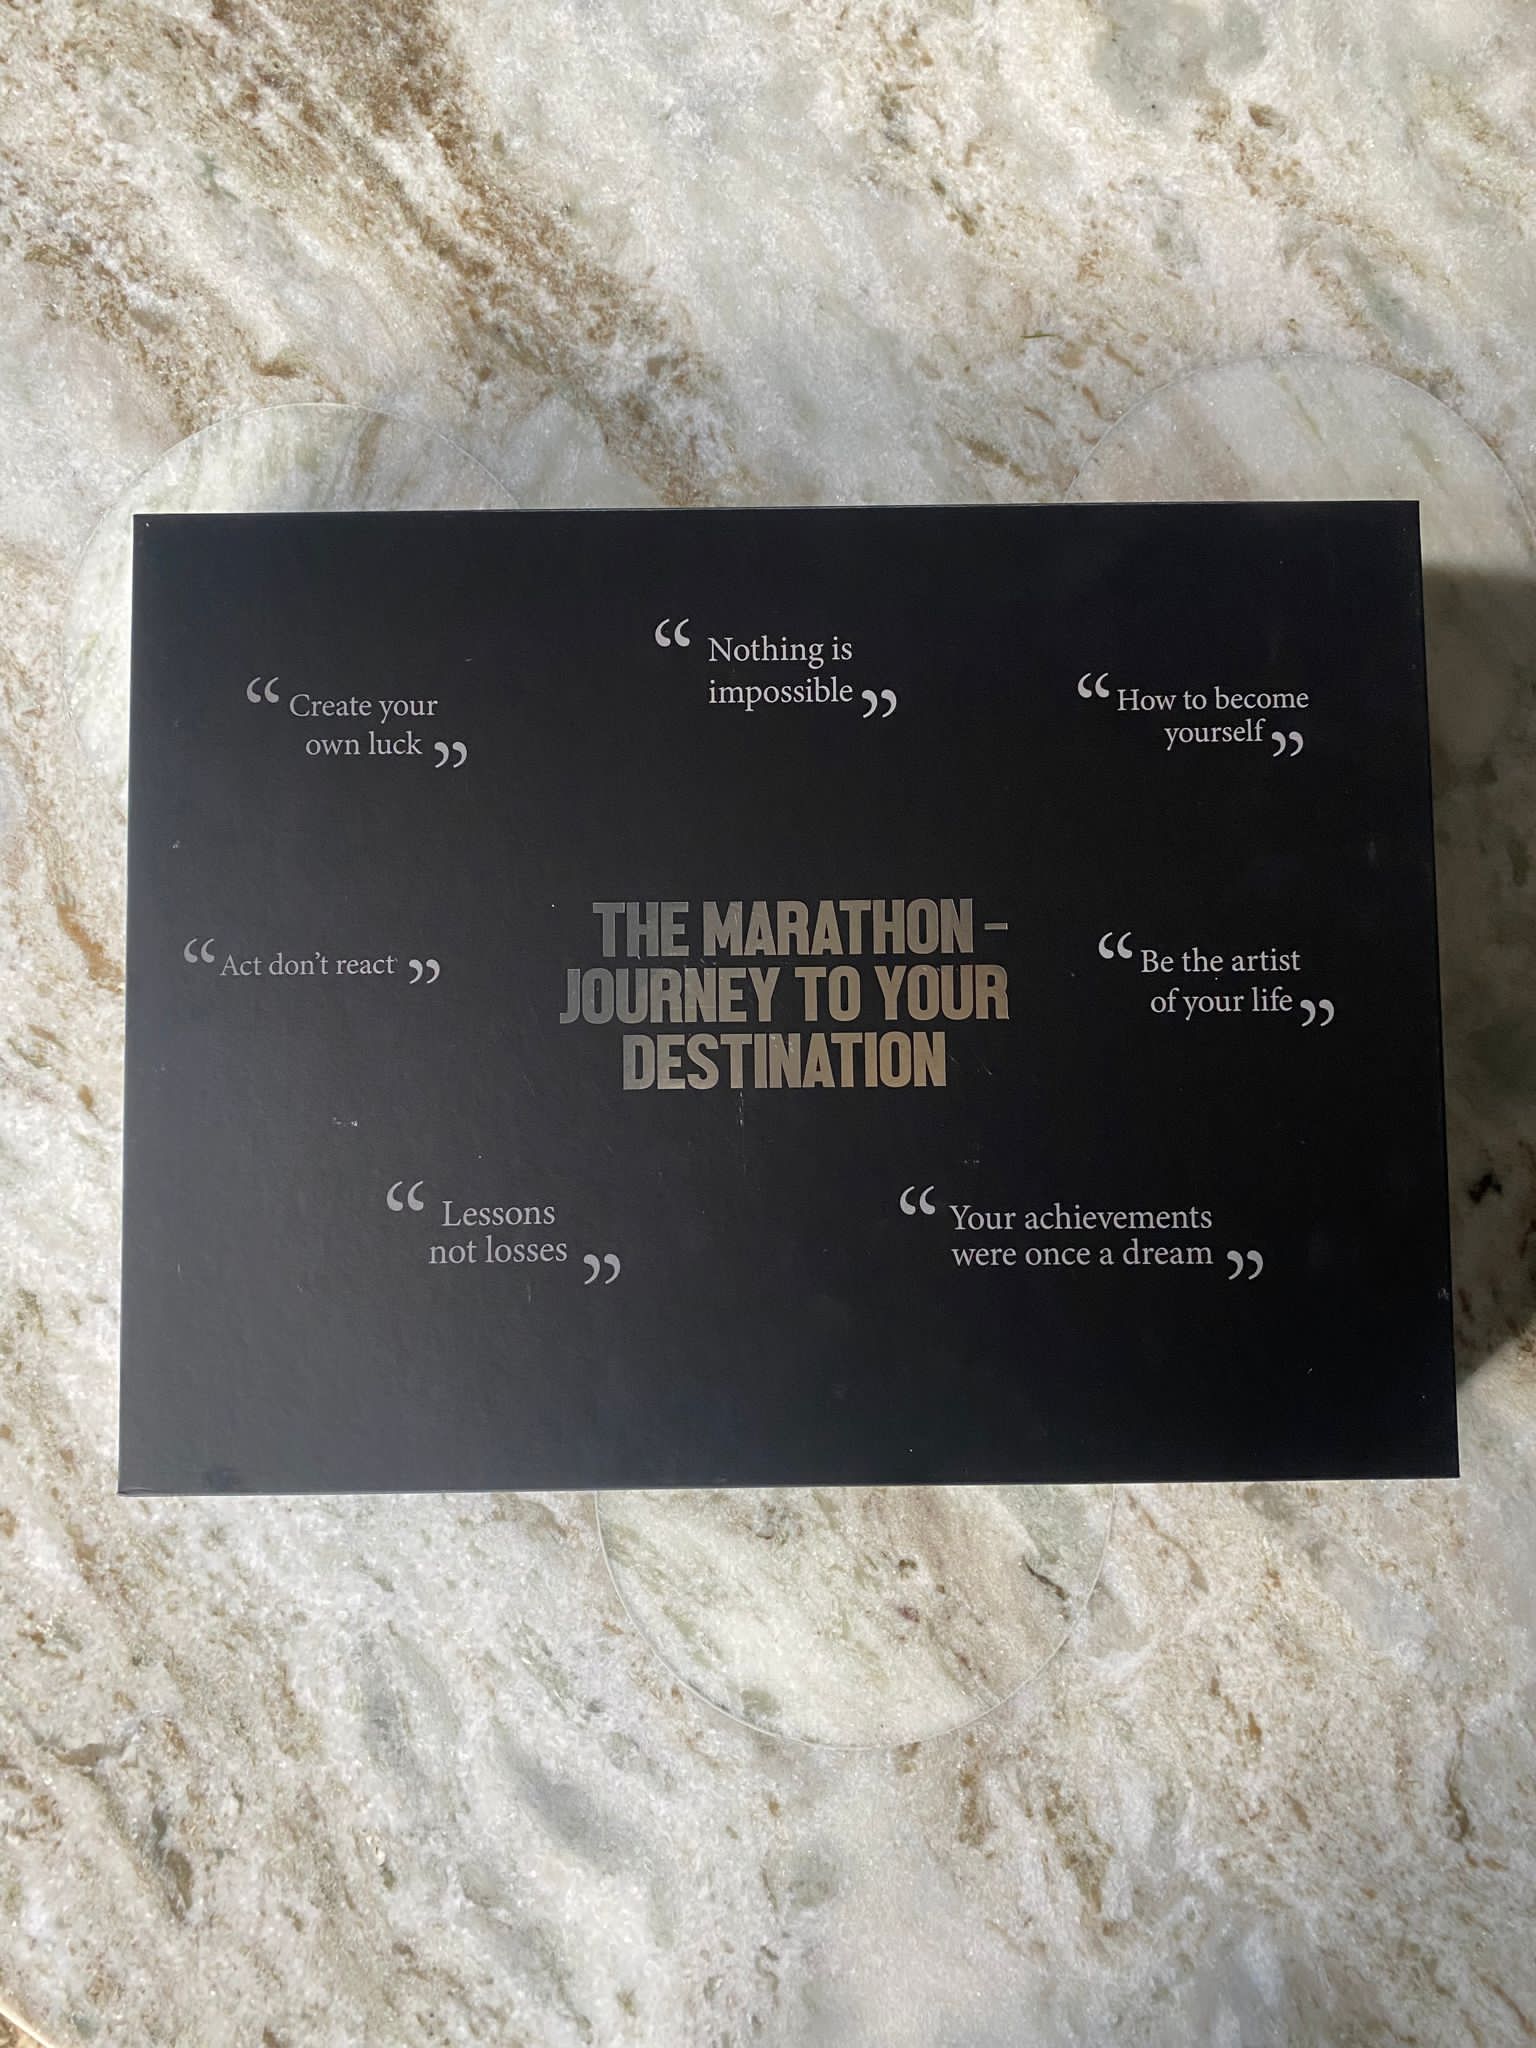 “ Nothing is
impossible ”
“ Create your
own luck ”
“ How to become
yourself ”
THE MARATHON –
JOURNEY TO YOUR
DESTINATION
“ Act don’t react ”
“ Be the artist
of your life ”
“ Lessons
not losses ”
“ Your achievements
were once a dream ”